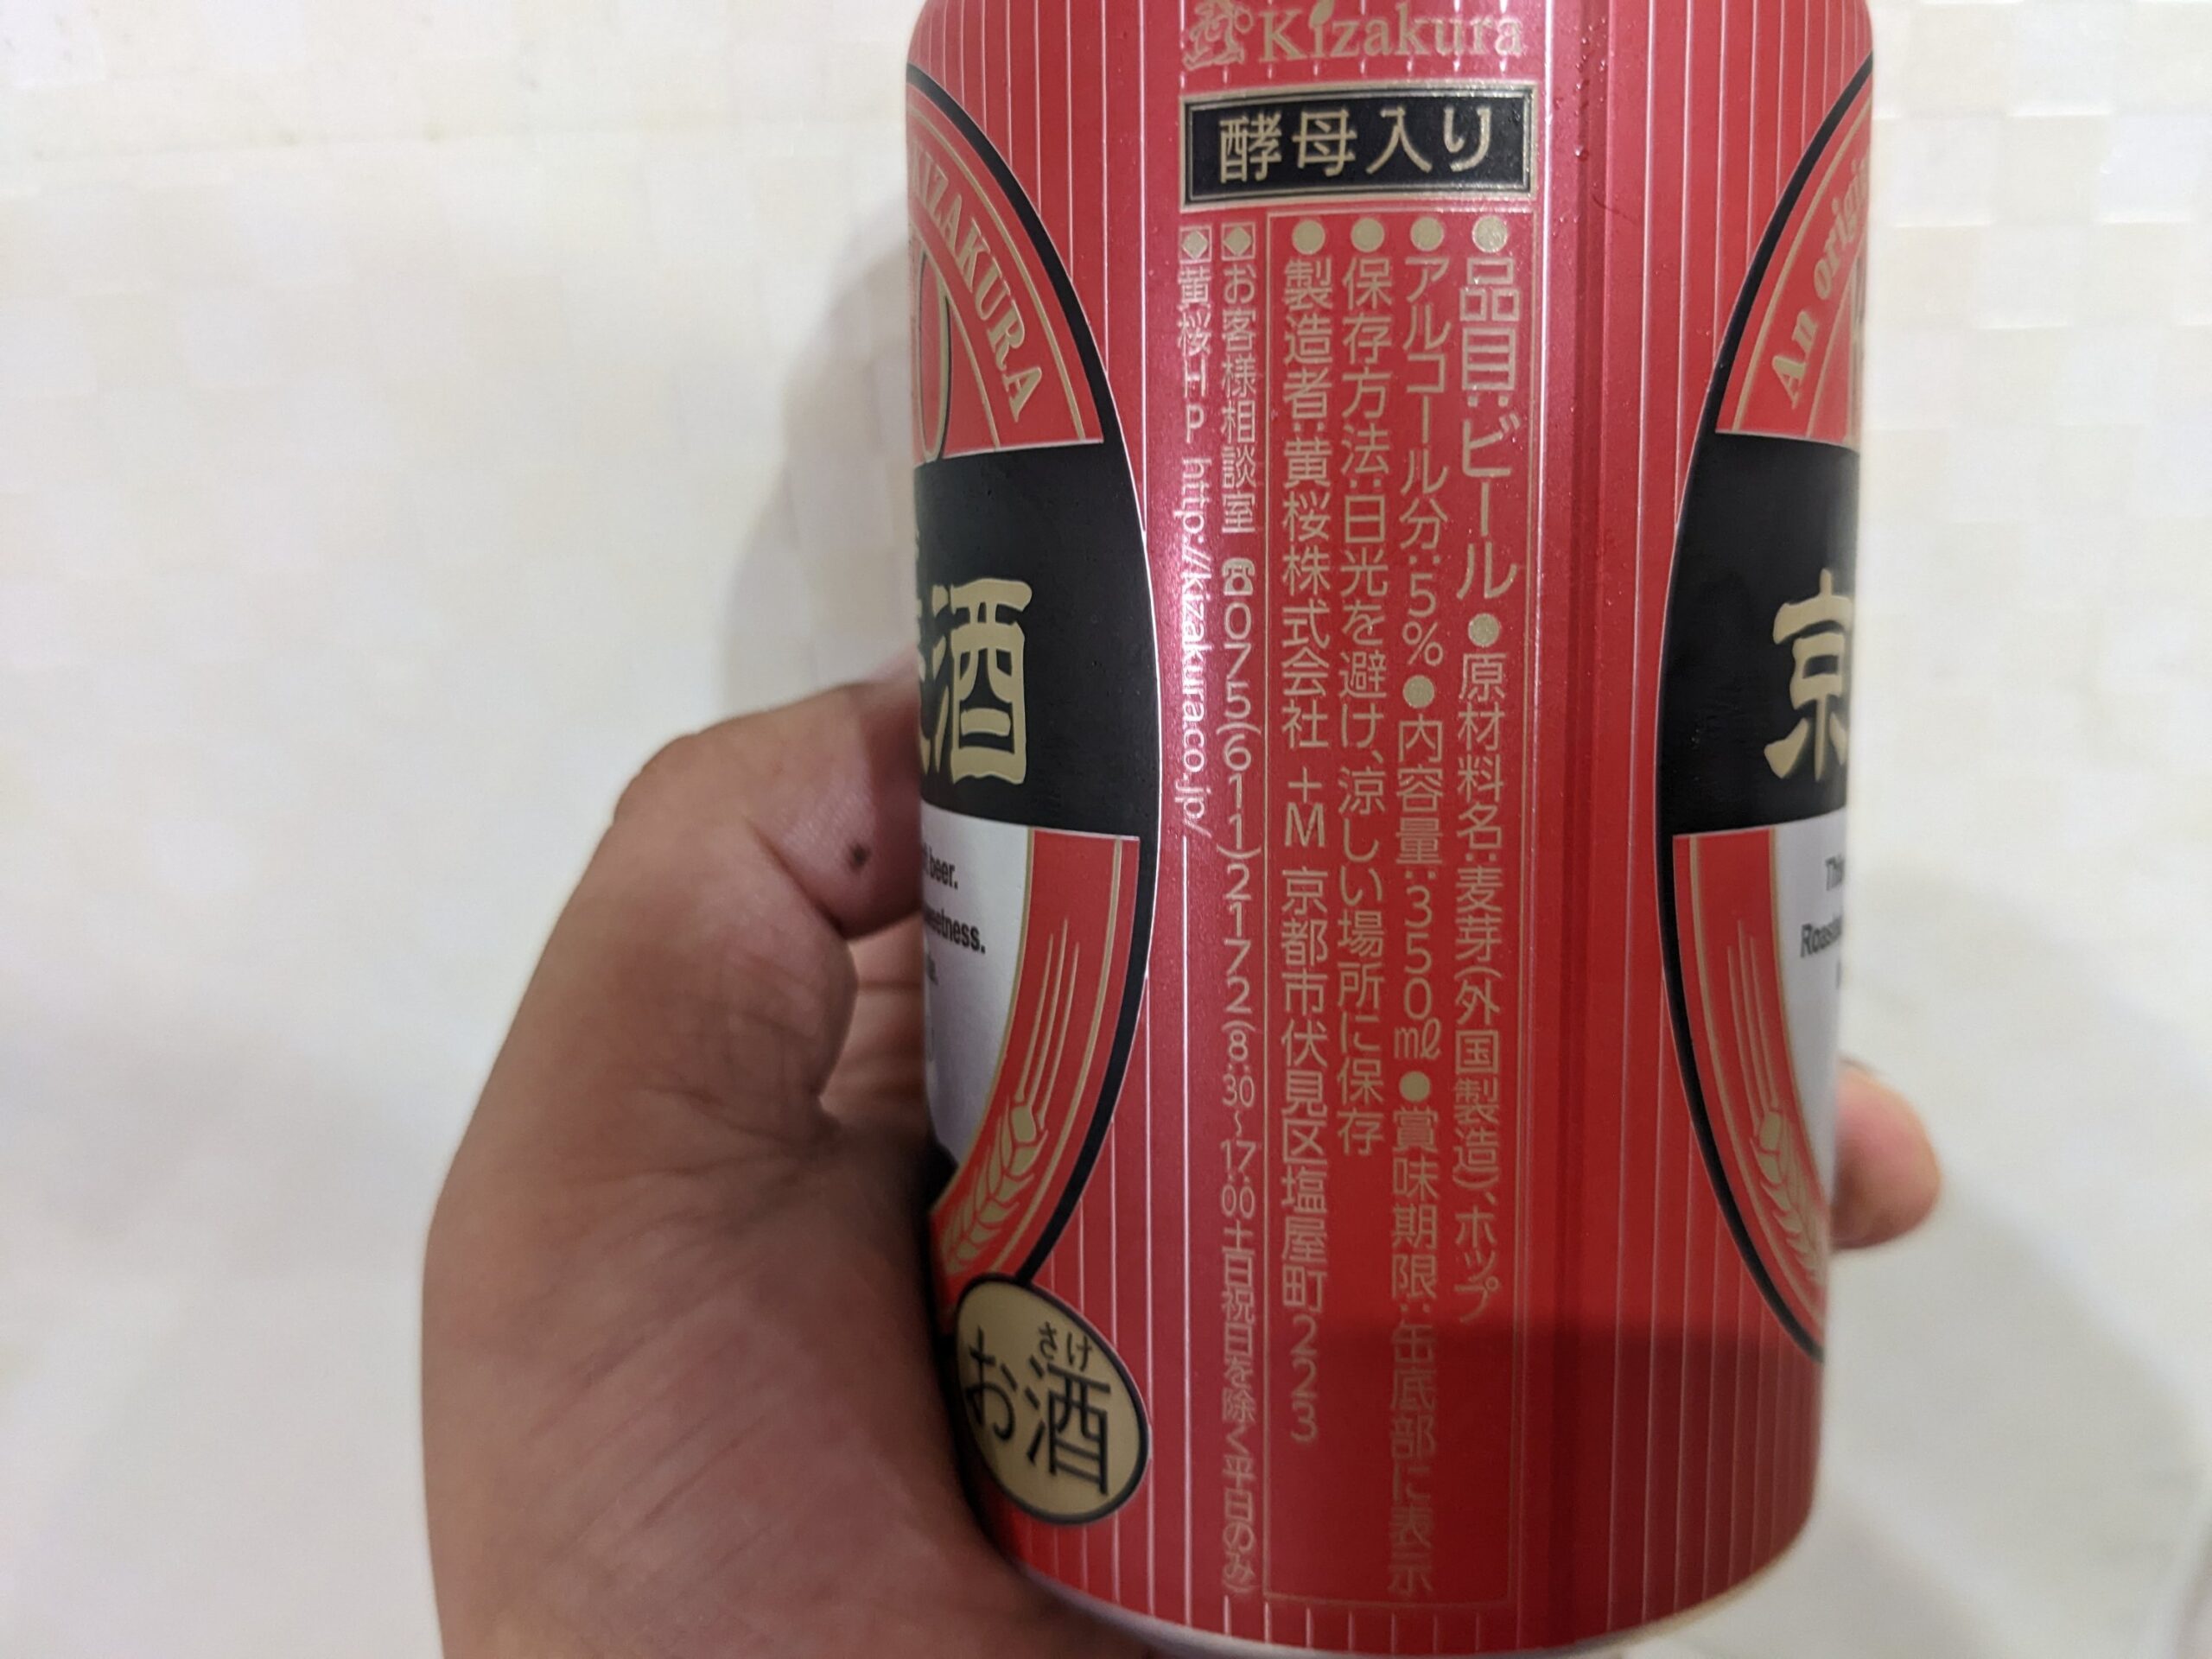 Kizakura
酵母入り
●品目:ビール ●原材料名:麦芽(外国製造)、ホップ
●アルコール分:5% ●内容量:350mℓ ●賞味期限:缶底部に表示
●保存方法:日光を避け、涼しい場所に保存
●製造者:黄桜株式会社 +M 京都市伏見区塩屋町223
◆お客様相談室 ☎075(611)2172(8:30〜17:00土日祝日を除く平日のみ)
◆黄桜HP http://kizakura.co.jp/
KIZAKURA
酒
beer.
sweetness.
さけ
お酒
An origin
京